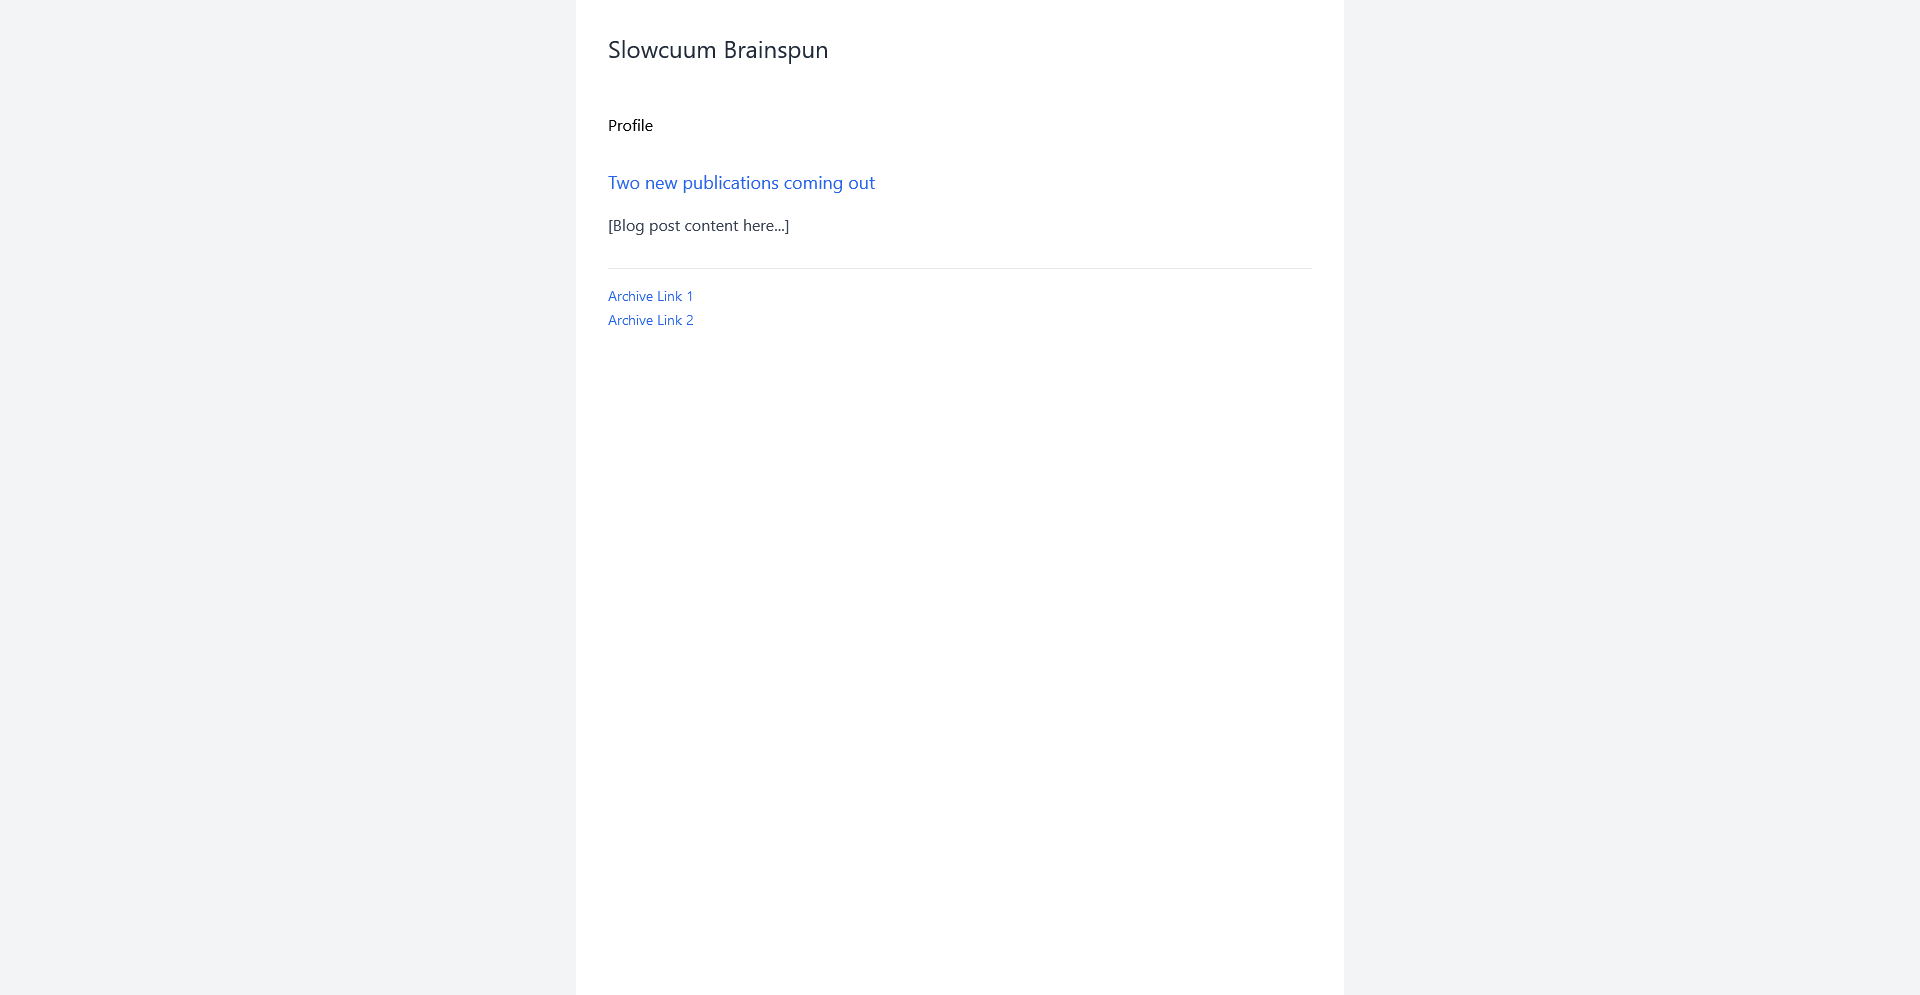 Slowcuum Brainspun
Profile
Two new publications coming out
[Blog post content here...]
Archive Link 1
Archive Link 2